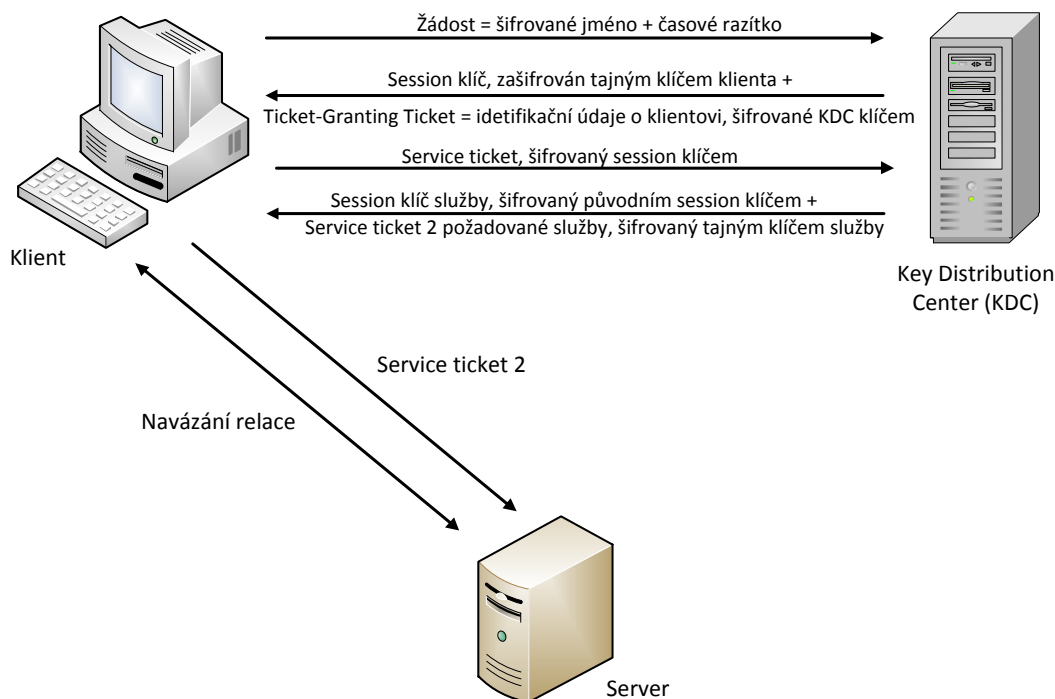 Žádost = šifrované jméno + časové razítko
Session klíč, zašifrován tajným klíčem klienta +
Ticket-Granting Ticket = idetifikační údaje o klientovi, šifrované KDC klíčem
Service ticket, šifrovaný session klíčem
Session klíč služby, šifrovaný původním session klíčem +
Service ticket 2 požadované služby, šifrovaný tajným klíčem služby
Klient
Key Distribution
Center (KDC)
Service ticket 2
Navázání relace
Server